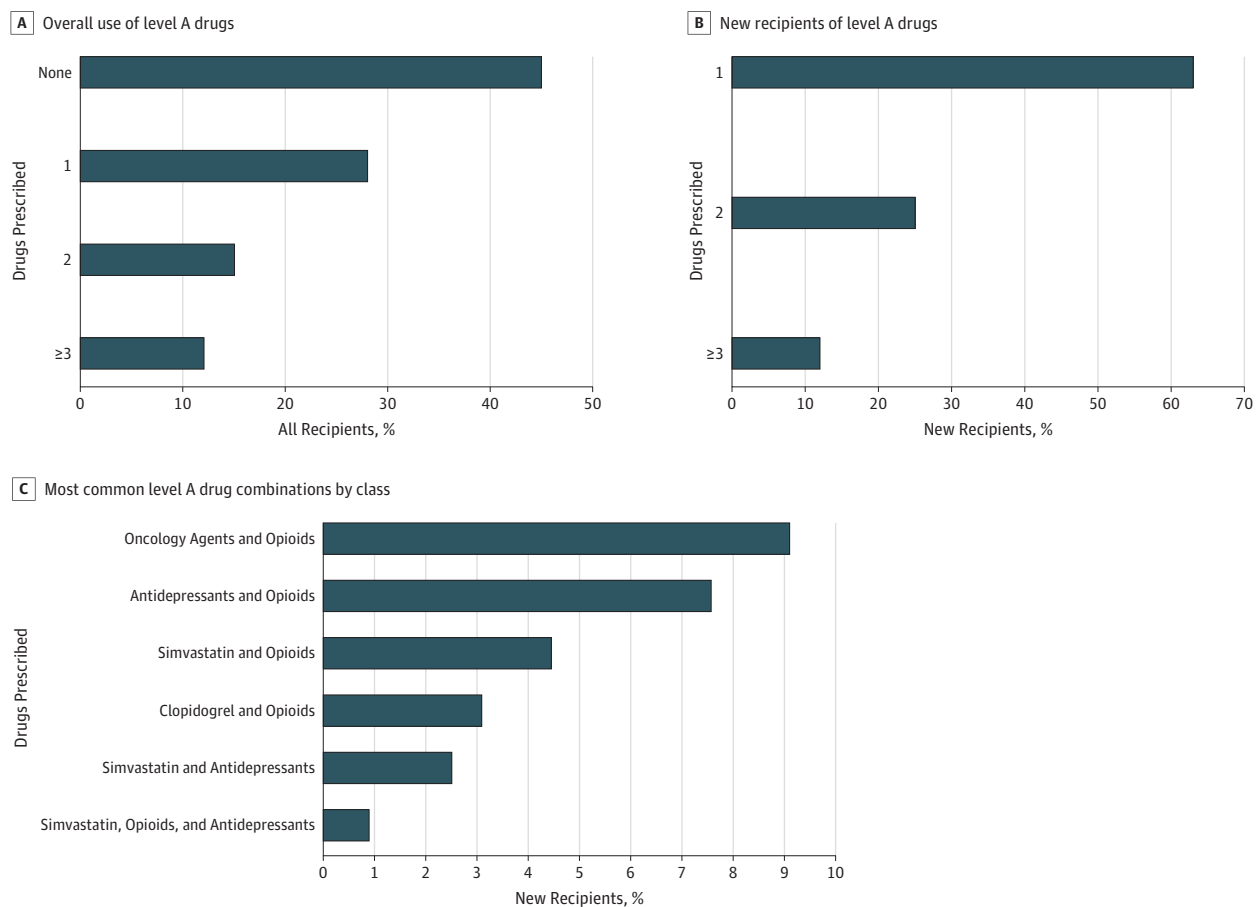 A Overall use of level A drugs
Drugs Prescribed
None
1
2
≥3
0 10 20 30 40 50
All Recipients, %
B New recipients of level A drugs
Drugs Prescribed
1
2
≥3
0 10 20 30 40 50 60 70
New Recipients, %
C Most common level A drug combinations by class
Drugs Prescribed
Oncology Agents and Opioids
Antidepressants and Opioids
Simvastatin and Opioids
Clopidogrel and Opioids
Simvastatin and Antidepressants
Simvastatin, Opioids, and Antidepressants
0 1 2 3 4 5 6 7 8 9 10
New Recipients, %